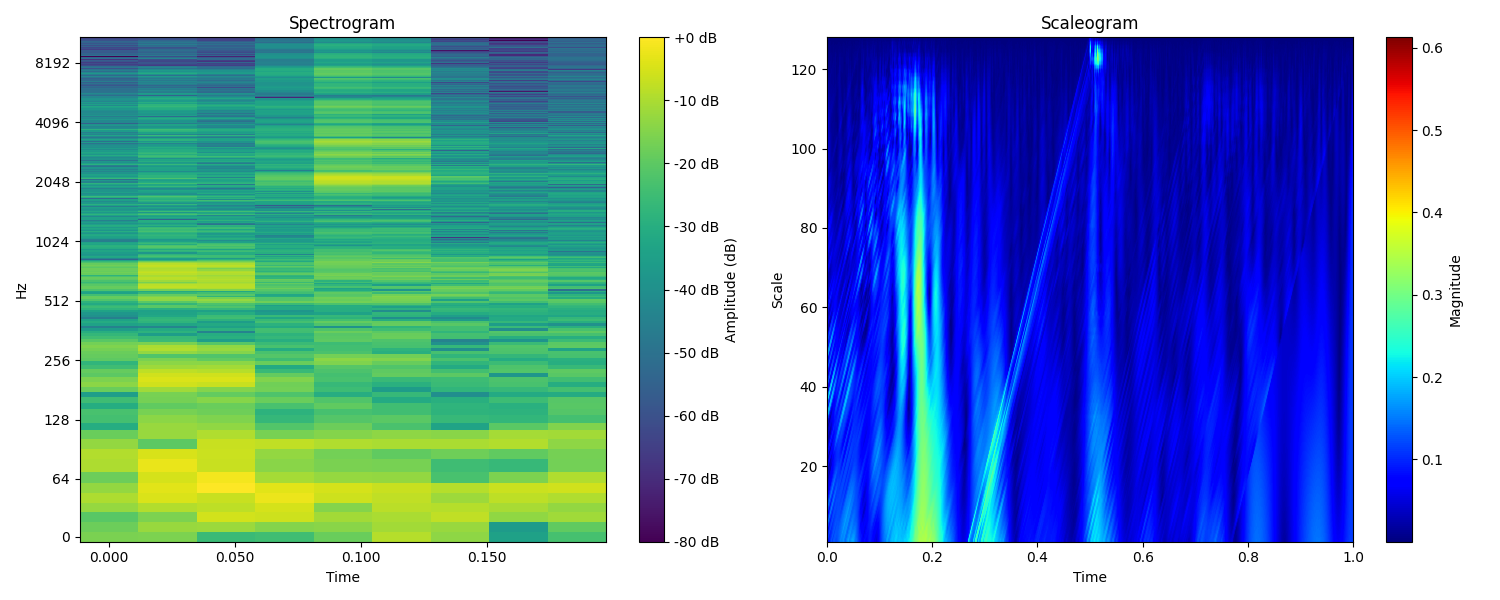 Spectrogram
Hz
8192
4096
2048
1024
512
256
128
64
0
0.000 0.050 0.100 0.150
Time
+0 dB
-10 dB
-20 dB
-30 dB
-40 dB
-50 dB
-60 dB
-70 dB
-80 dB
Amplitude (dB)
Scaleogram
Scale
120
100
80
60
40
20
0.0 0.2 0.4 0.6 0.8 1.0
Time
0.6
0.5
0.4
0.3
0.2
0.1
Magnitude